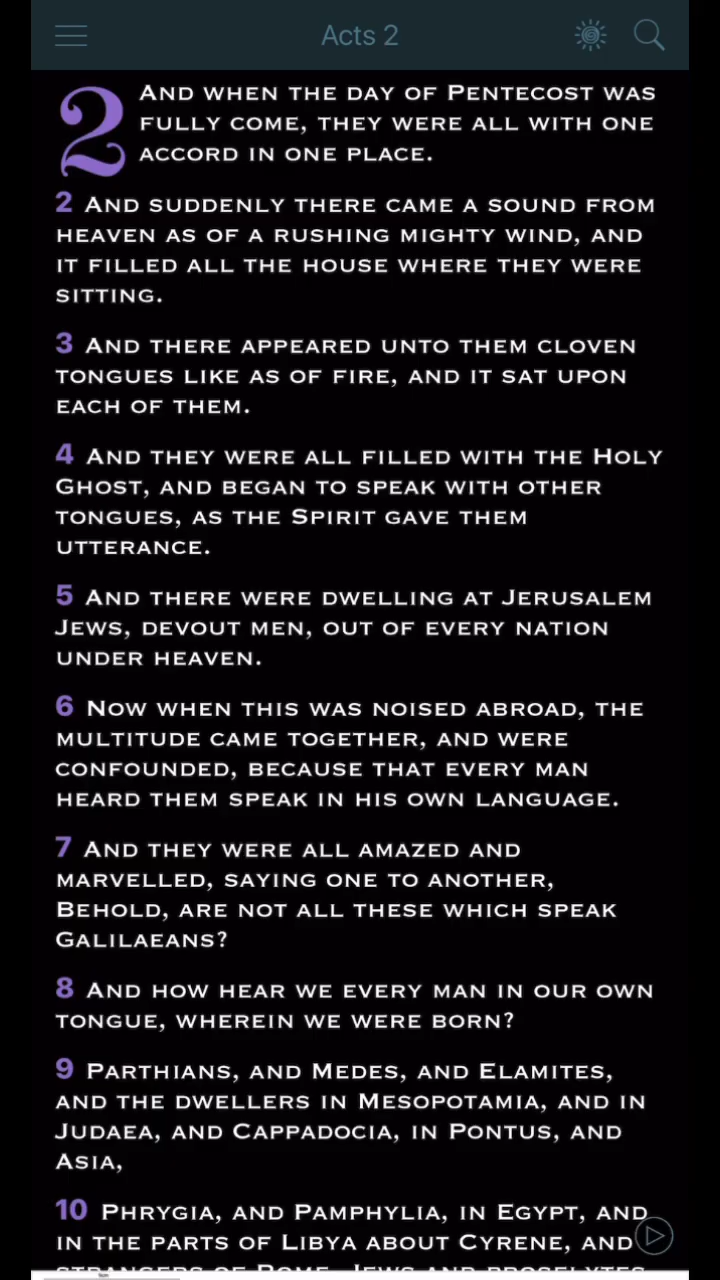 Acts 2
2 And when the day of Pentecost was
fully come, they were all with one
accord in one place.
2 And suddenly there came a sound from
heaven as of a rushing mighty wind, and
it filled all the house where they were
sitting.
3 And there appeared unto them cloven
tongues like as of fire, and it sat upon
each of them.
4 And they were all filled with the Holy
Ghost, and began to speak with other
tongues, as the Spirit gave them
utterance.
5 And there were dwelling at Jerusalem
Jews, devout men, out of every nation
under heaven.
6 Now when this was noised abroad, the
multitude came together, and were
confounded, because that every man
heard them speak in his own language.
7 And they were all amazed and
marvelled, saying one to another,
Behold, are not all these which speak
Galilaeans?
8 And how hear we every man in our own
tongue, wherein we were born?
9 Parthians, and Medes, and Elamites,
and the dwellers in Mesopotamia, and in
Judaea, and Cappadocia, in Pontus, and
Asia,
10 Phrygia, and Pamphylia, in Egypt, and
in the parts of Libya about Cyrene, and
strangers of Rome, Jews and proselytes